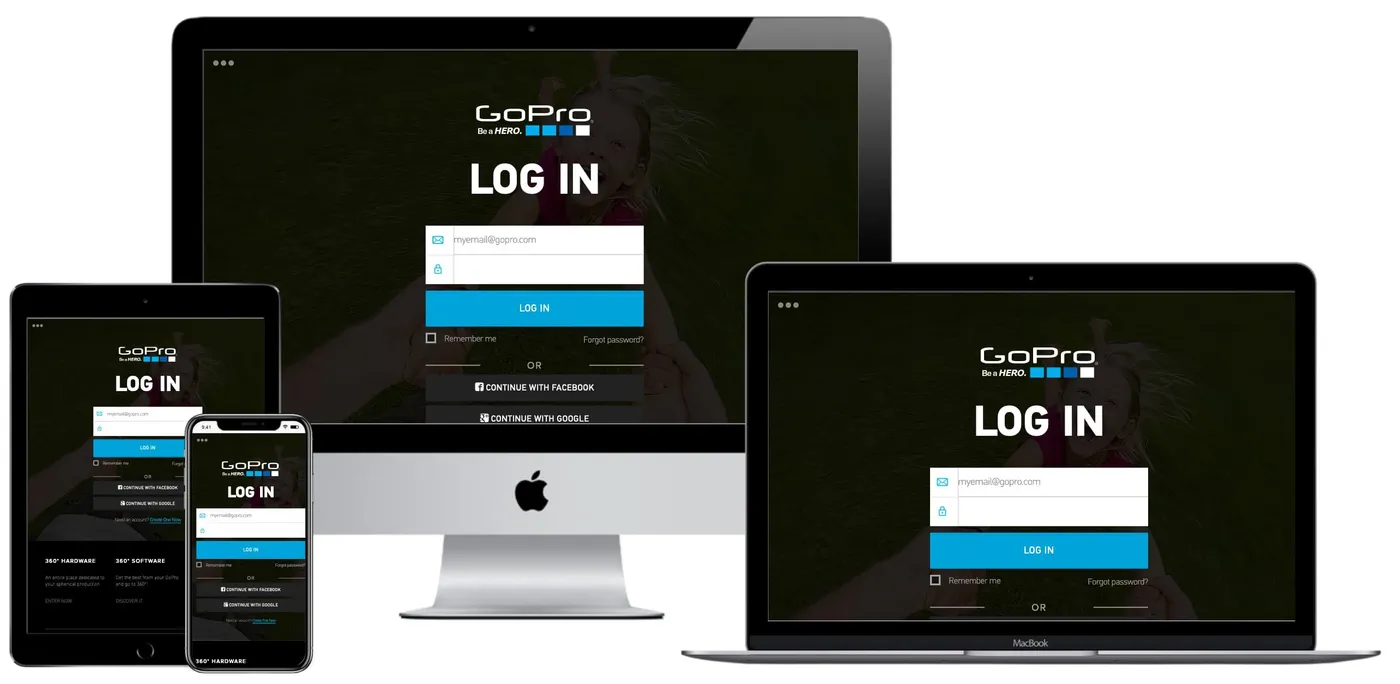 GoPro
Be a HERO.
LOG IN
myemail@gopro.com
LOG IN
Remember me
Forgot password?
OR
CONTINUE WITH FACEBOOK
CONTINUE WITH GOOGLE
GoPro
Be a HERO.
LOG IN
myemail@gopro.com
LOG IN
Remember me
Forgot
OR
CONTINUE WITH FACEBOOK
CONTINUE WITH GOOGLE
Need an account? Create One Now
360° HARDWARE
An entire place dedicated to
your spherical production
ENTER NOW
360° SOFTWARE
Get the best from your GoPro
and go to 360°
DISCOVER IT
9:41
GoPro
Be a HERO.
LOG IN
myemail@gopro.com
LOG IN
Remember me
Forgot password?
OR
CONTINUE WITH FACEBOOK
CONTINUE WITH GOOGLE
Need an account? Create One Now
360° HARDWARE
GoPro
Be a HERO.
LOG IN
myemail@gopro.com
LOG IN
Remember me
Forgot password?
OR
MacBook